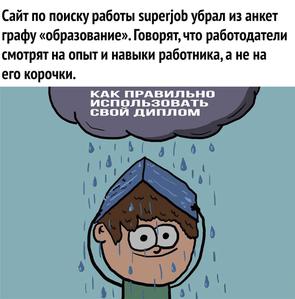 Сайт по поиску работы superjob убрал из анкет
графу «образование». Говорят, что работодатели
смотрят на опыт и навыки работника, а не на
его корочки.
КАК ПРАВИЛЬНО
ИСПОЛЬЗОВАТЬ
СВОЙ ДИПЛОМ